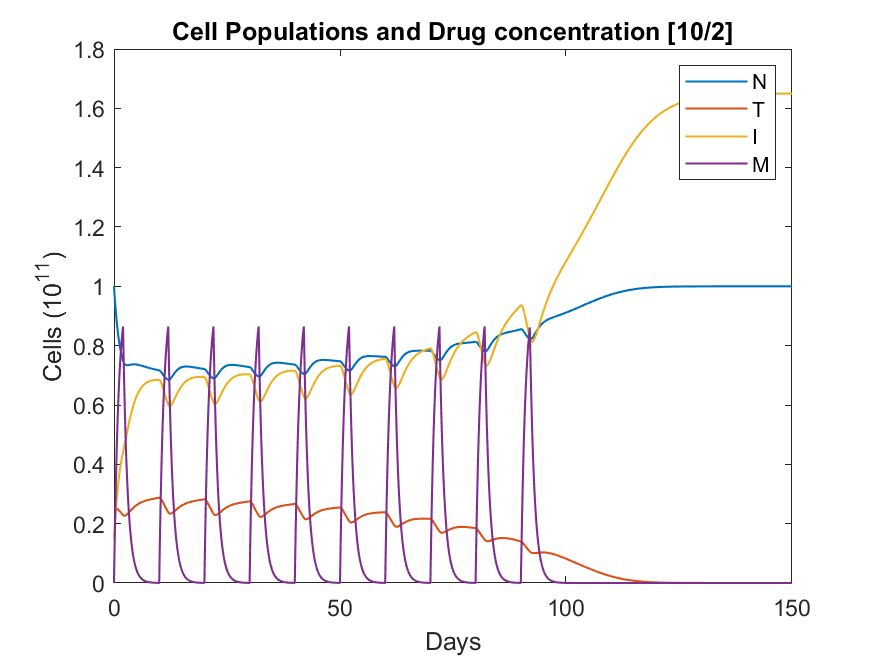 Cell Populations and Drug concentration [10/2]
1.8
1.6
1.4
1.2
1
0.8
0.6
0.4
0.2
0
Cells (10^11)
0
50
100
150
Days
N
T
I
M